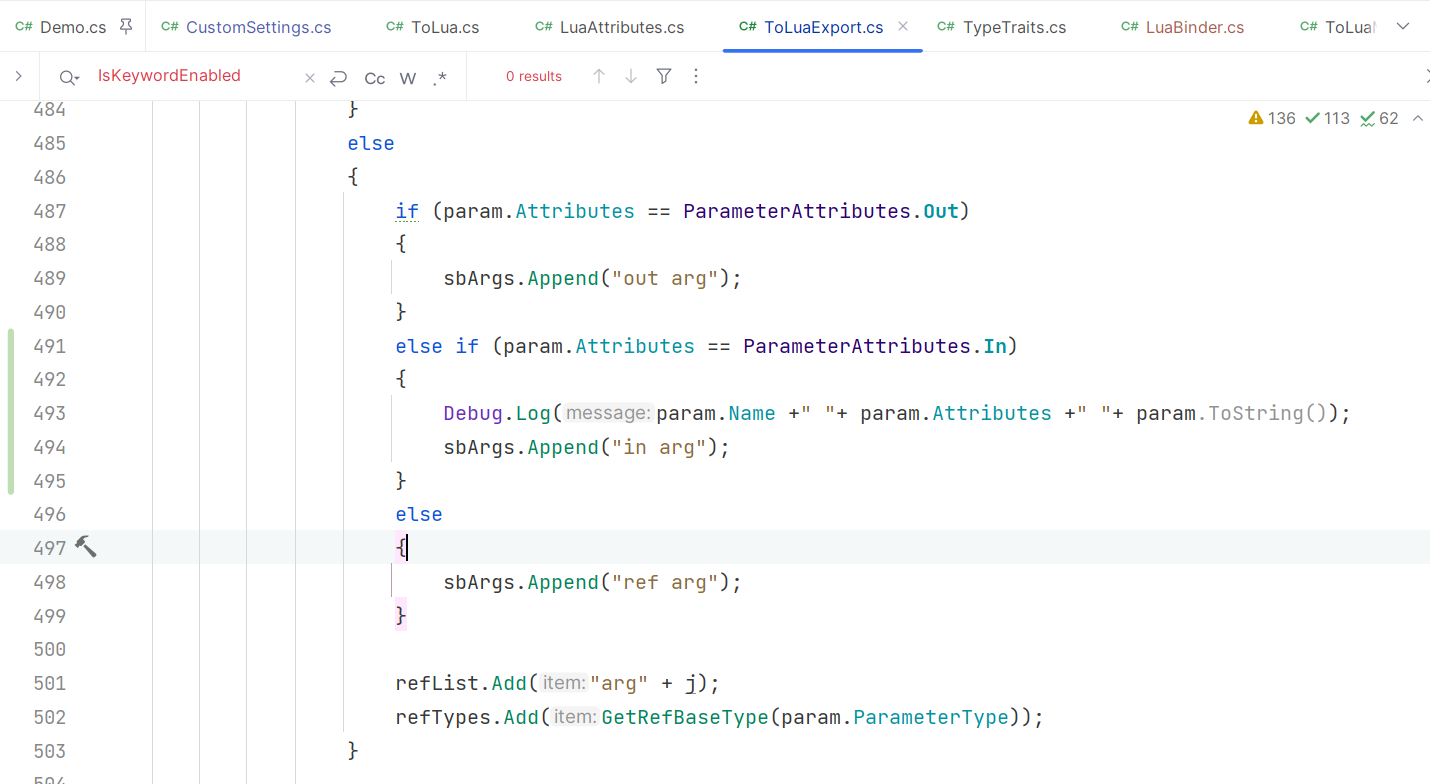 C# Demo.cs C# CustomSettings.cs C# ToLua.cs C# LuaAttributes.cs C# ToLuaExport.cs C# TypeTraits.cs C# LuaBinder.cs C# ToLua
IsKeywordEnabled Cc W .* 0 results
484 }
136 113 62
485 else
486 {
487 if (param.Attributes == ParameterAttributes.Out)
488 {
489 sbArgs.Append("out arg");
490 }
491 else if (param.Attributes == ParameterAttributes.In)
492 {
493 Debug.Log(message: param.Name +" "+ param.Attributes +" "+ param.ToString());
494 sbArgs.Append("in arg");
495 }
496 else
497 {
498 sbArgs.Append("ref arg");
499 }
500
501 refList.Add(item: "arg" + j);
502 refTypes.Add(item: GetRefBaseType(param.ParameterType));
503 }
504